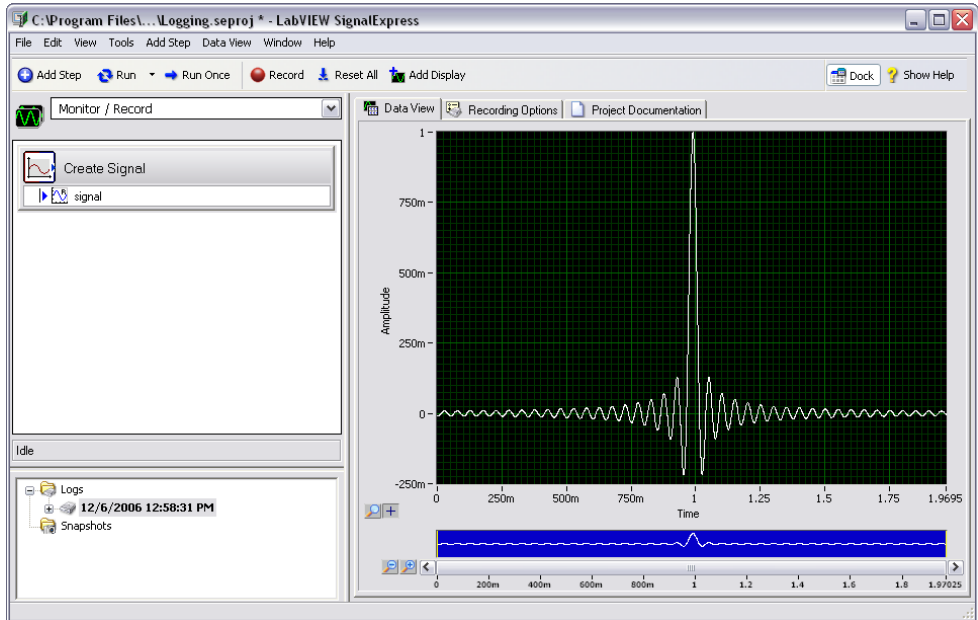 C:\Program Files\...\Logging.seproj * - LabVIEW SignalExpress
File Edit View Tools Add Step Data View Window Help
Add Step Run Run Once Record Reset All Add Display Dock Show Help
Monitor / Record
Data View Recording Options Project Documentation
Create Signal
signal
Idle
Logs
12/6/2006 12:58:31 PM
Snapshots
Amplitude
1
750m
500m
250m
0
-250m
0 250m 500m 750m 1 1.25 1.5 1.75 1.9695
Time
0 200m 400m 600m 800m 1 1.2 1.4 1.6 1.8 1.97025